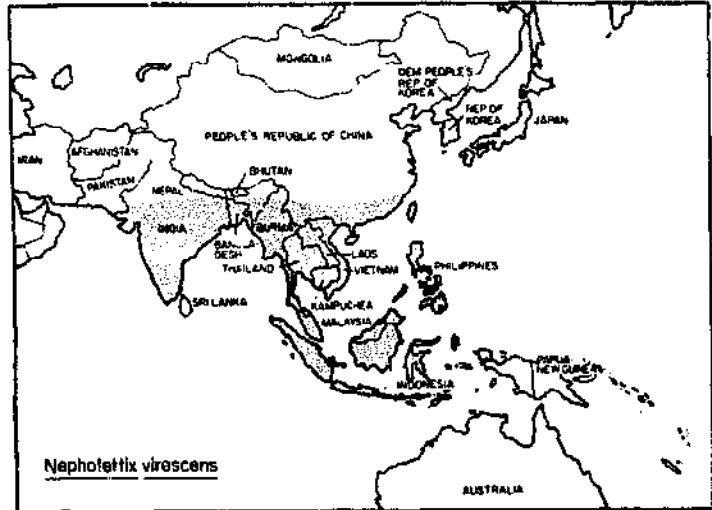 MONGOLIA
DEM PEOPLE'S
REP OF
KOREA
REP OF
KOREA
JAPAN
PEOPLE'S REPUBLIC OF CHINA
IRAN
AFGHANISTAN
PAKISTAN
NEPAL
BHUTAN
INDIA
BURMA
BANGLA
DESH
LAOS
THAILAND
VIETNAM
PHILIPPINES
SRI LANKA
KAMPUCHEA
MALAYSIA
PAPUA
NEW GUINEA
INDONESIA
Nephotettix virescens
AUSTRALIA